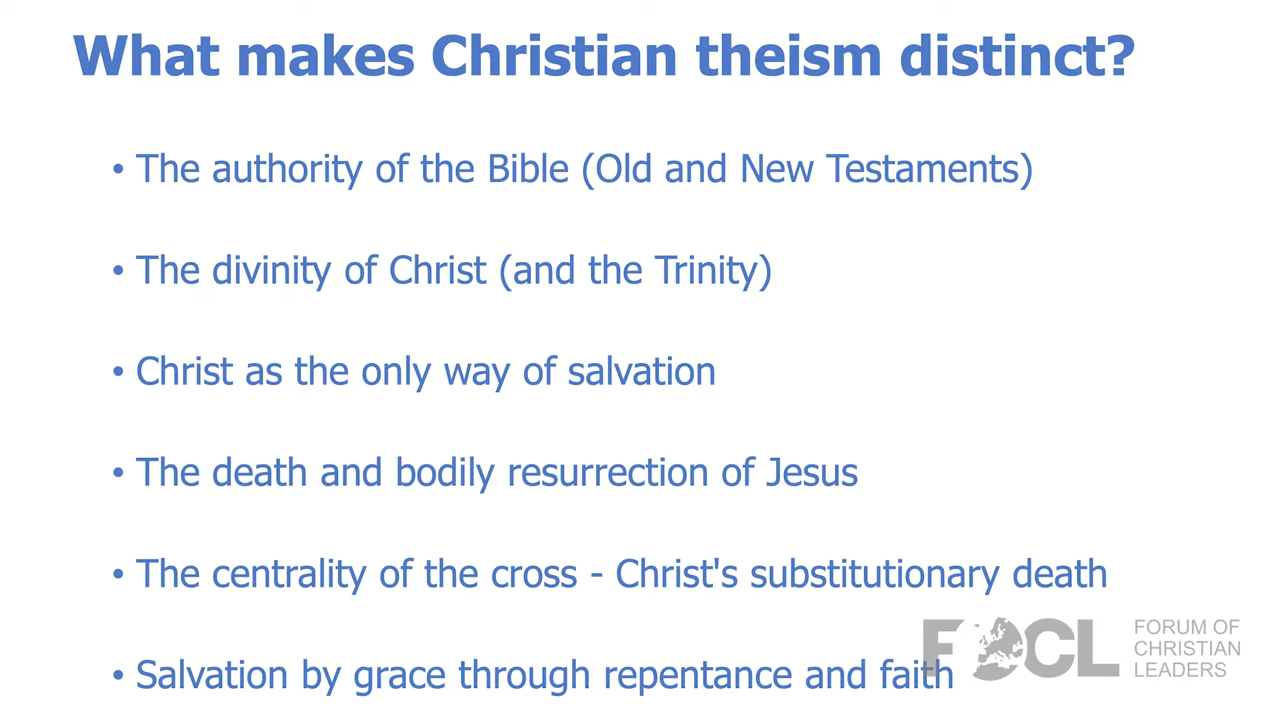 What makes Christian theism distinct?
• The authority of the Bible (Old and New Testaments)
• The divinity of Christ (and the Trinity)
• Christ as the only way of salvation
• The death and bodily resurrection of Jesus
• The centrality of the cross - Christ's substitutionary death
• Salvation by grace through repentance and faith
FOCL
FORUM OF
CHRISTIAN
LEADERS